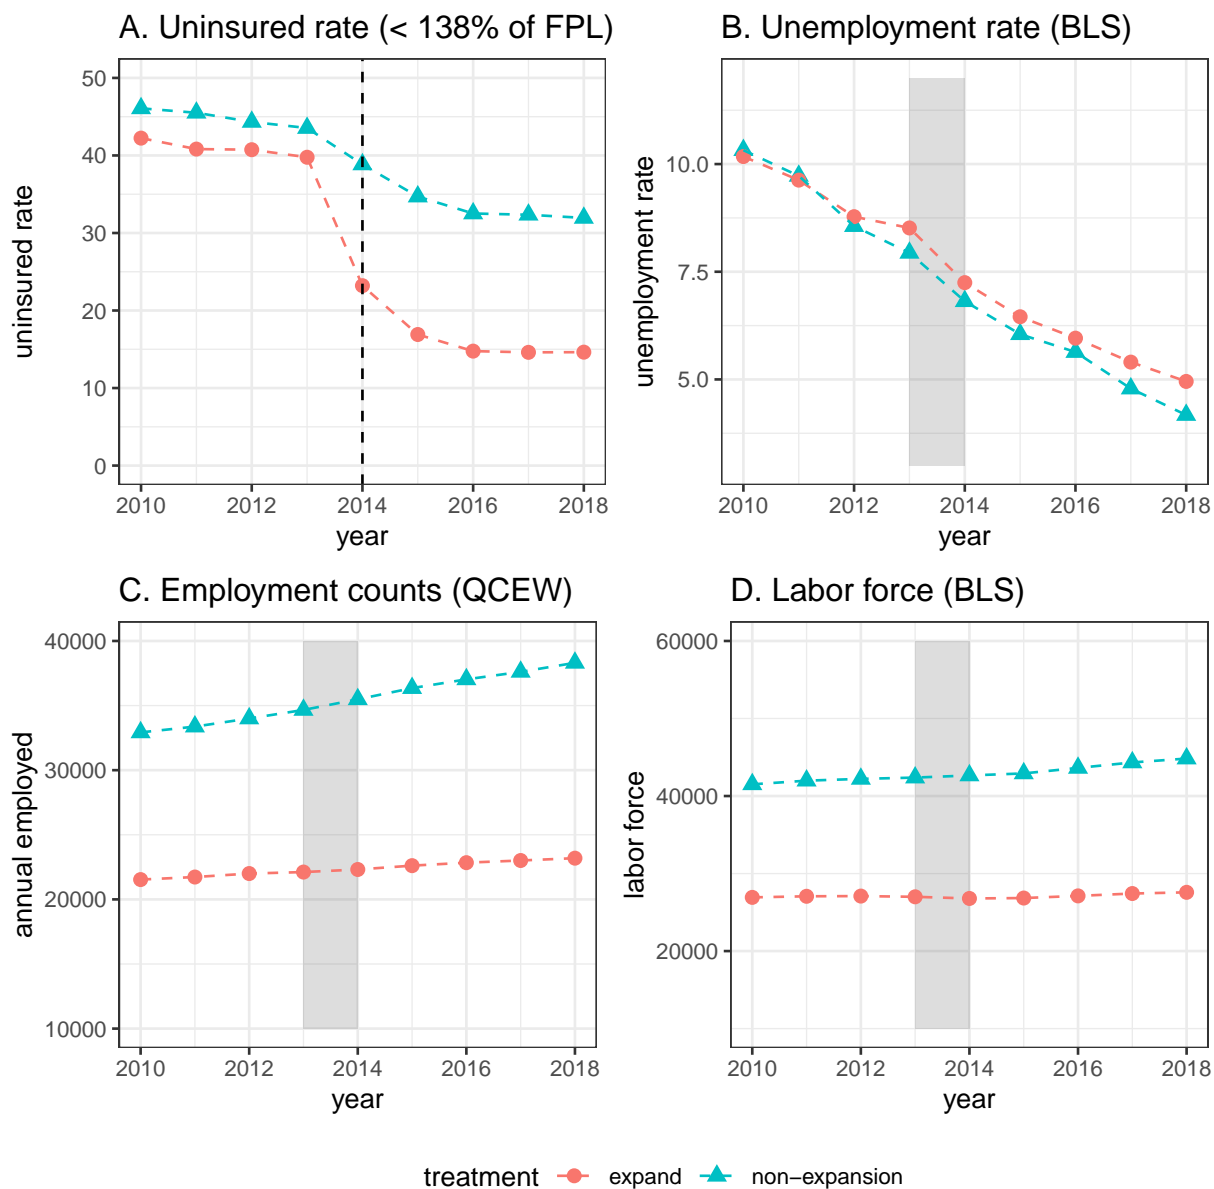 A. Uninsured rate (< 138% of FPL)
uninsured rate
50
40
30
20
10
0
2010 2012 2014 2016 2018
year
B. Unemployment rate (BLS)
unemployment rate
10.0
7.5
5.0
2010 2012 2014 2016 2018
year
C. Employment counts (QCEW)
annual employed
40000
30000
20000
10000
2010 2012 2014 2016 2018
year
D. Labor force (BLS)
labor force
60000
40000
20000
2010 2012 2014 2016 2018
year
treatment expand non−expansion